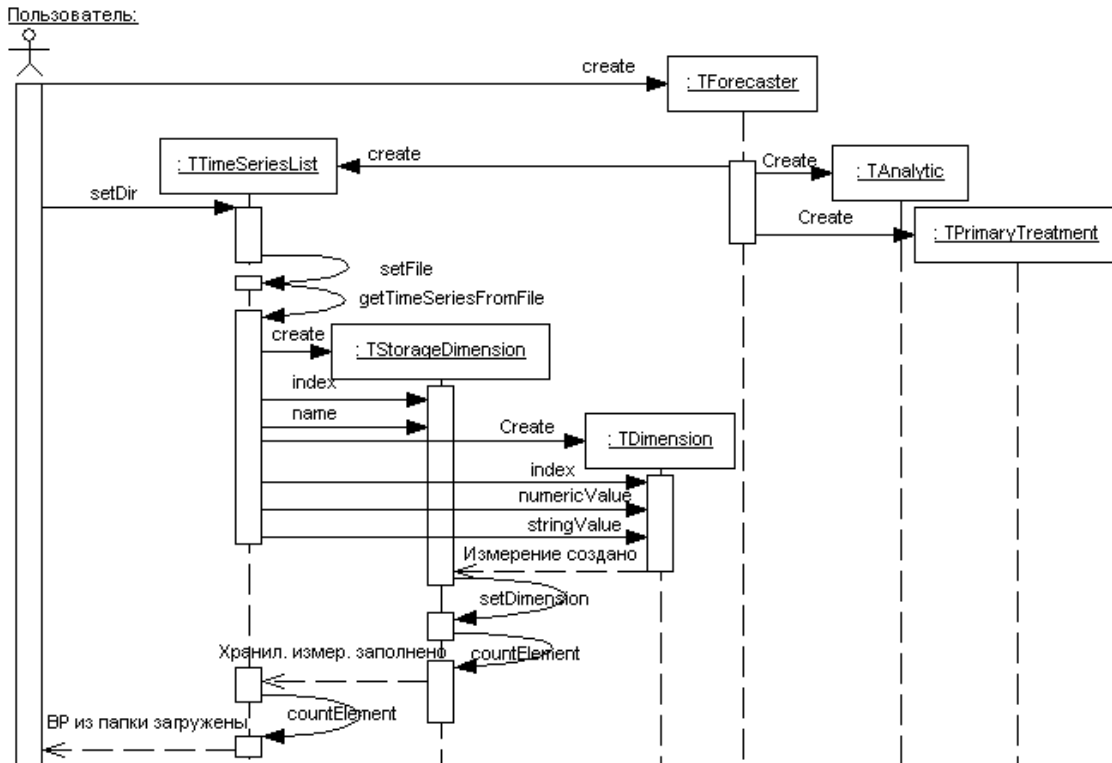 Пользователь:
create
: TForecaster
: TTimeSeriesList
create
Create
: TAnalytic
setDir
Create
: TPrimaryTreatment
setFile
getTimeSeriesFromFile
create
: TStorageDimension
index
name
Create
: TDimension
index
numericValue
stringValue
Измерение создано
setDimension
Хранил. измер. заполнено
countElement
countElement
ВР из папки загружены